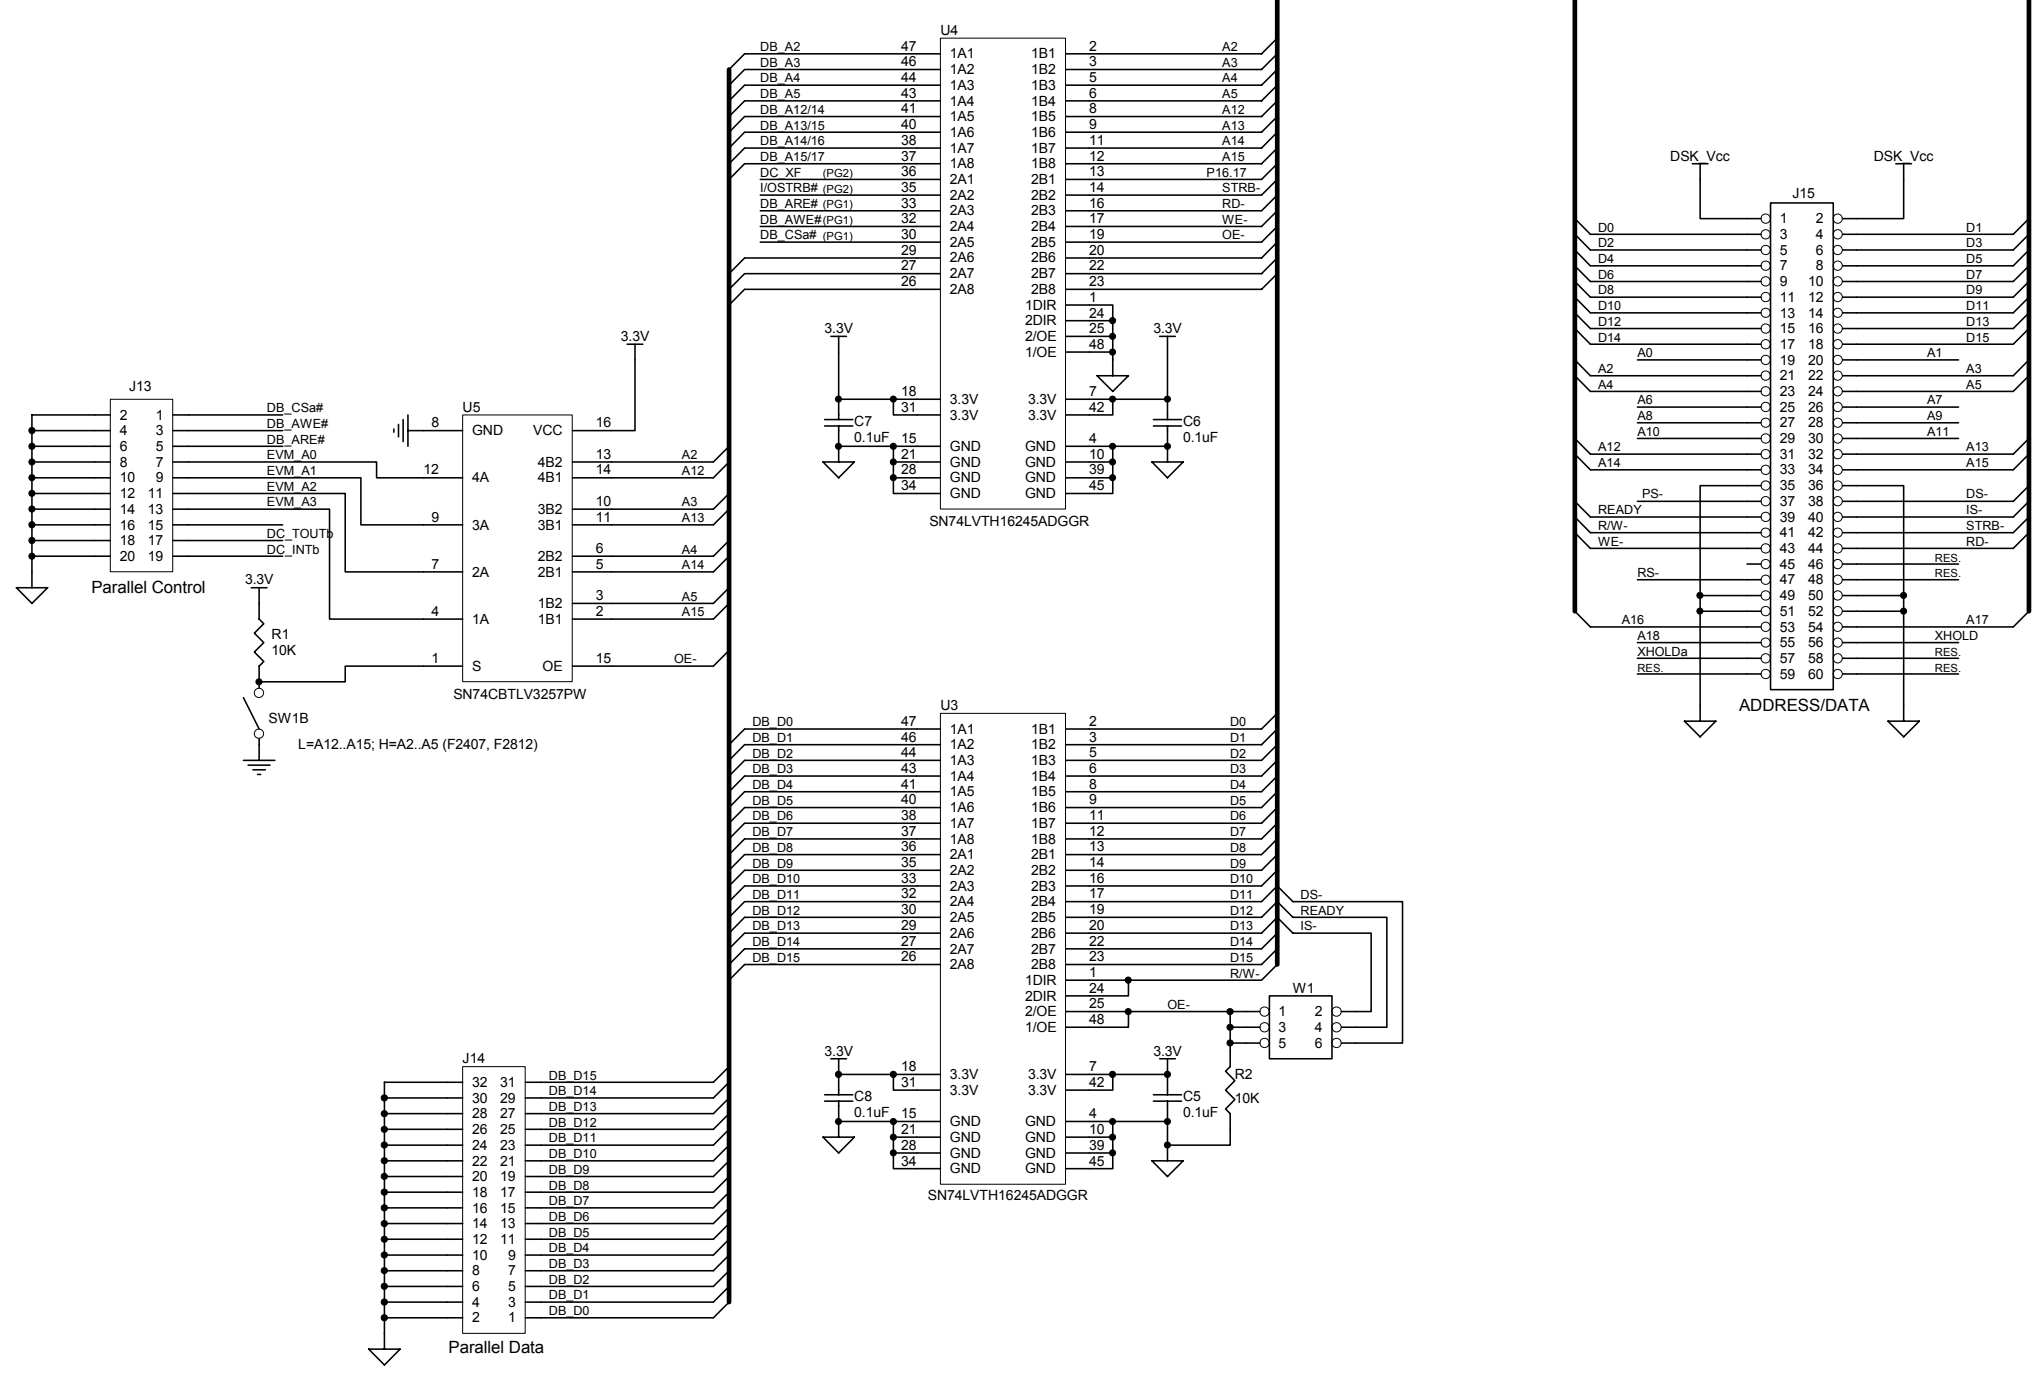 U4
DB_A2 47 1A1 1B1 2 A2
DB_A3 46 1A2 1B2 3 A3
DB_A4 44 1A3 1B3 5 A4
DB_A5 43 1A4 1B4 6 A5
DB_A12/14 41 1A5 1B5 8 A12
DB_A13/15 40 1A6 1B6 9 A13
DB_A14/16 38 1A7 1B7 11 A14
DB_A15/17 37 1A8 1B8 12 A15
DC_XF (PG2) 36 2A1 2B1 13 P16.17
I/OSTRB# (PG2) 35 2A2 2B2 14 STRB-
DB_ARE# (PG1) 33 2A3 2B3 16 RD-
DB_AWE# (PG1) 32 2A4 2B4 17 WE-
DB_CSa# (PG1) 30 2A5 2B5 19 OE-
29 2A6 2B6 20
27 2A7 2B7 22
26 2A8 2B8 23
1DIR 1
2DIR 24
2/OE 25
1/OE 48
3.3V 3.3V
18 3.3V 3.3V 7
31 3.3V 3.3V 42
C7 0.1uF
C6 0.1uF
15 GND GND 4
21 GND GND 10
28 GND GND 39
34 GND GND 45
SN74LVTH16245ADGGR
J13
2 1 DB_CSa#
4 3 DB_AWE#
6 5 DB_ARE#
8 7 EVM_A0
10 9 EVM_A1
12 11 EVM_A2
14 13 EVM_A3
16 15
18 17 DC_TOUTb
20 19 DC_INTb
Parallel Control
3.3V
U5
8 GND VCC 16
4B2 13 A2
12 4A 4B1 14 A12
3B2 10 A3
9 3A 3B1 11 A13
2B2 6 A4
7 2A 2B1 5 A14
1B2 3 A5
4 1A 1B1 2 A15
1 S OE 15 OE-
SN74CBTLV3257PW
3.3V
R1
10K
SW1B
L=A12..A15; H=A2..A5 (F2407, F2812)
U3
DB_D0 47 1A1 1B1 2 D0
DB_D1 46 1A2 1B2 3 D1
DB_D2 44 1A3 1B3 5 D2
DB_D3 43 1A4 1B4 6 D3
DB_D4 41 1A5 1B5 8 D4
DB_D5 40 1A6 1B6 9 D5
DB_D6 38 1A7 1B7 11 D6
DB_D7 37 1A8 1B8 12 D7
DB_D8 36 2A1 2B1 13 D8
DB_D9 35 2A2 2B2 14 D9
DB_D10 33 2A3 2B3 16 D10
DB_D11 32 2A4 2B4 17 D11
DB_D12 30 2A5 2B5 19 D12
DB_D13 29 2A6 2B6 20 D13
DB_D14 27 2A7 2B7 22 D14
DB_D15 26 2A8 2B8 23 D15
1DIR 1 R/W-
2DIR 24
2/OE 25 OE-
1/OE 48
DS-
READY
IS-
W1
1 2
3 4
5 6
R2
10K
3.3V 3.3V
18 3.3V 3.3V 7
31 3.3V 3.3V 42
C8 0.1uF
C5 0.1uF
15 GND GND 4
21 GND GND 10
28 GND GND 39
34 GND GND 45
SN74LVTH16245ADGGR
J14
32 31 DB_D15
30 29 DB_D14
28 27 DB_D13
26 25 DB_D12
24 23 DB_D11
22 21 DB_D10
20 19 DB_D9
18 17 DB_D8
16 15 DB_D7
14 13 DB_D6
12 11 DB_D5
10 9 DB_D4
8 7 DB_D3
6 5 DB_D2
4 3 DB_D1
2 1 DB_D0
Parallel Data
DSK_Vcc DSK_Vcc
J15
1 2
D0 3 4 D1
D2 5 6 D3
D4 7 8 D5
D6 9 10 D7
D8 11 12 D9
D10 13 14 D11
D12 15 16 D13
D14 17 18 D15
A0 19 20 A1
A2 21 22 A3
A4 23 24 A5
A6 25 26 A7
A8 27 28 A9
A10 29 30 A11
A12 31 32 A13
A14 33 34 A15
35 36
PS- 37 38 DS-
READY 39 40 IS-
R/W- 41 42 STRB-
WE- 43 44 RD-
45 46 RES.
RS- 47 48 RES.
49 50
51 52
A16 53 54 A17
A18 55 56 XHOLD
XHOLDa 57 58 RES.
RES. 59 60 RES.
ADDRESS/DATA